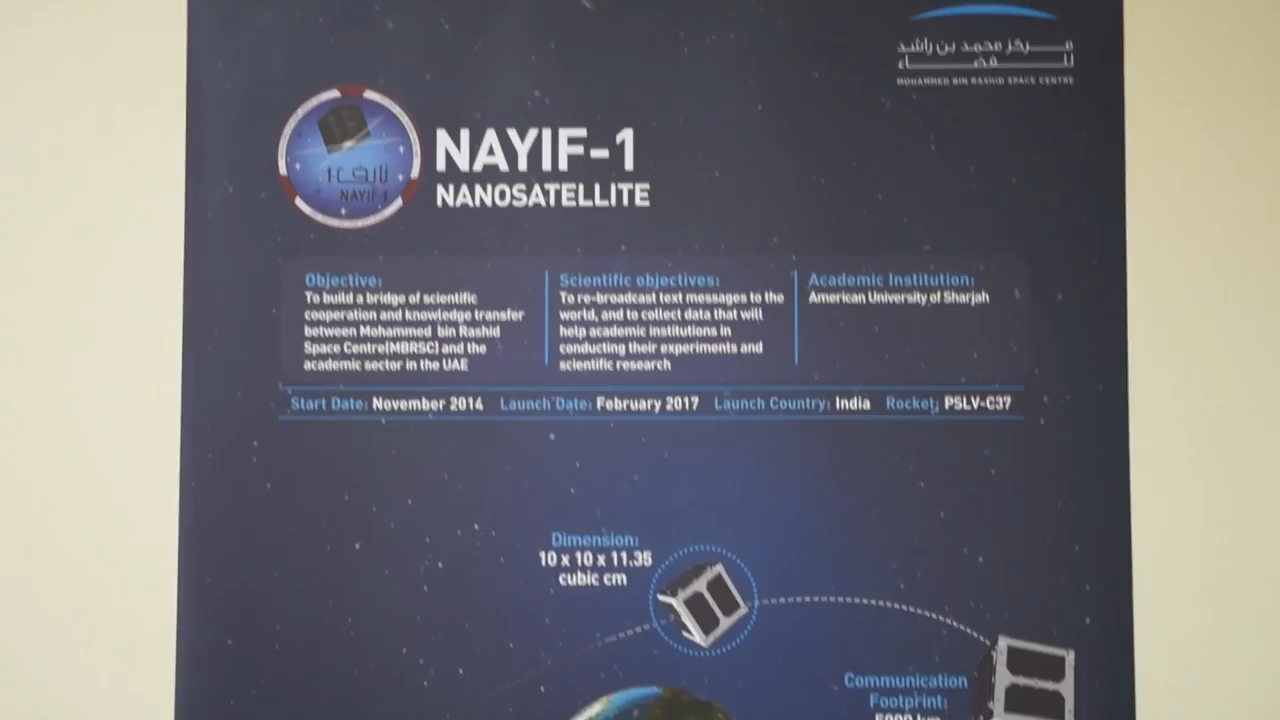 مركز محمد بن راشد
للفضاء
MOHAMMED BIN RASHID SPACE CENTRE
نايف-1
NAYIF-1
NAYIF-1
NANOSATELLITE
Objective:
To build a bridge of scientific
cooperation and knowledge transfer
between Mohammed bin Rashid
Space Centre(MBRSC) and the
academic sector in the UAE
Scientific objectives:
To re-broadcast text messages to the
world, and to collect data that will
help academic institutions in
conducting their experiments and
scientific research
Academic Institution:
American University of Sharjah
Start Date: November 2014 Launch Date: February 2017 Launch Country: India Rocket: PSLV-C37
Dimension:
10 x 10 x 11.35
cubic cm
Communication
Footprint:
5000 km